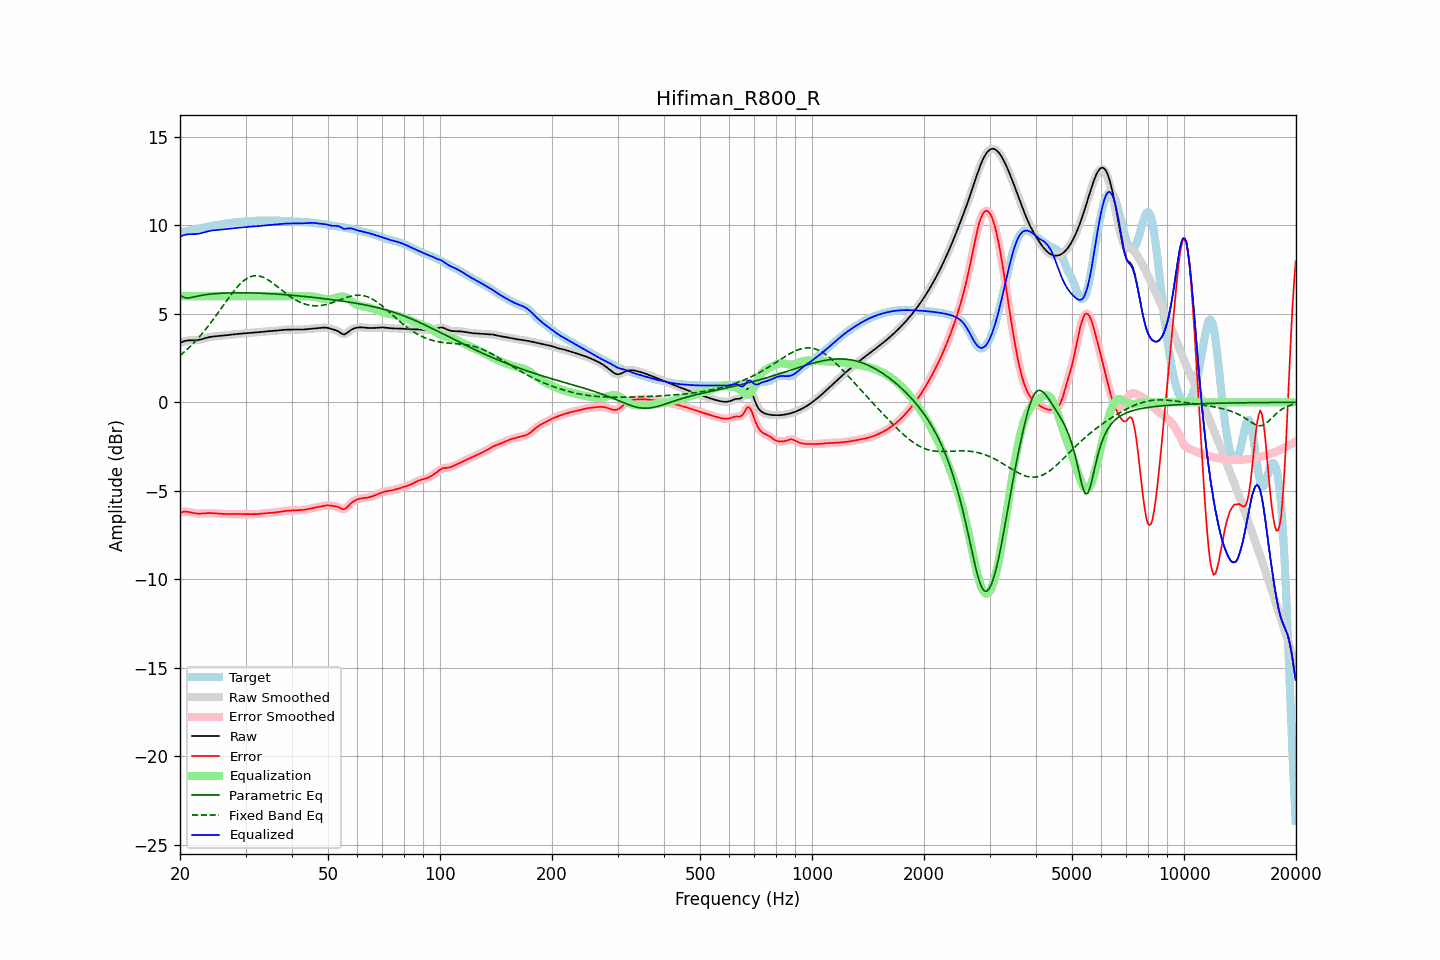 Hifiman_R800_R
Amplitude (dBr)
15
10
5
0
−5
−10
−15
−20
−25
Target
Raw Smoothed
Error Smoothed
Raw
Error
Equalization
Parametric Eq
Fixed Band Eq
Equalized
20 50 100 200 500 1000 2000 5000 10000 20000
Frequency (Hz)